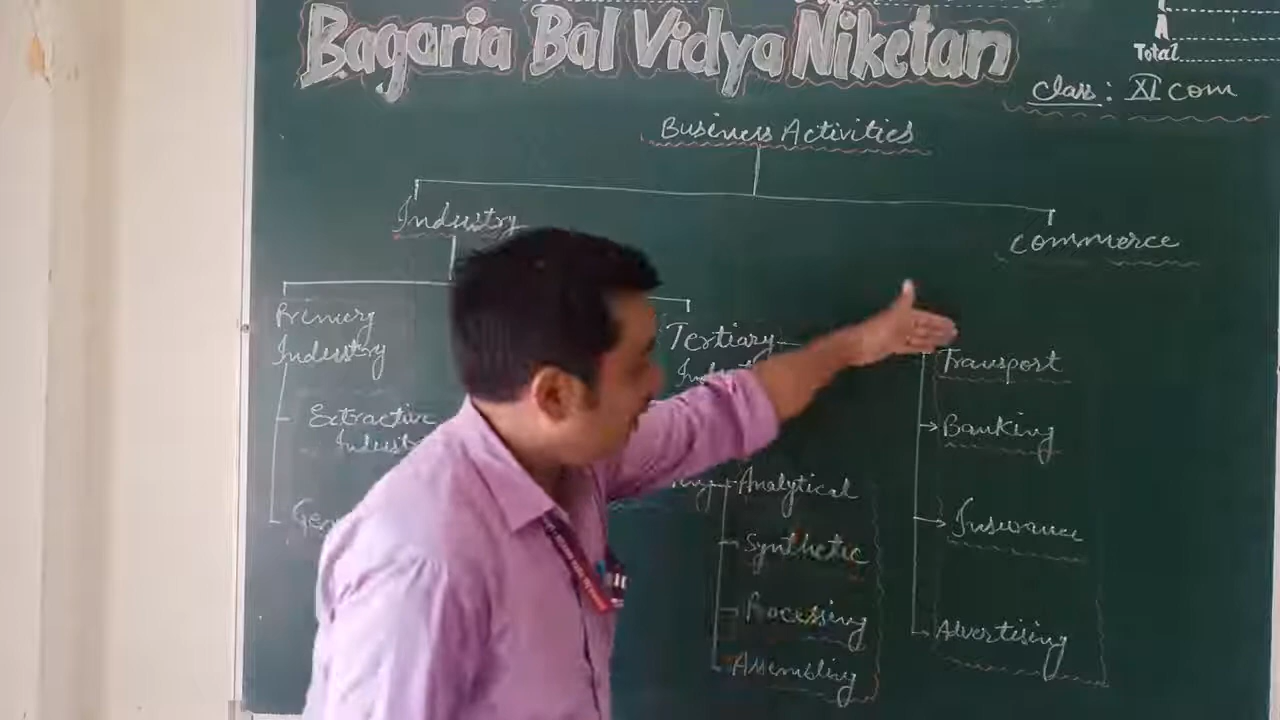 Bagaria Bal Vidya Niketan
Total
Class: XI com
Business Activities
Industry
Commerce
Primary
Industry
Extractive
Tertiary
Transport
Banking
Insurance
Advertising
Analytical
Synthetic
Processing
Assembling